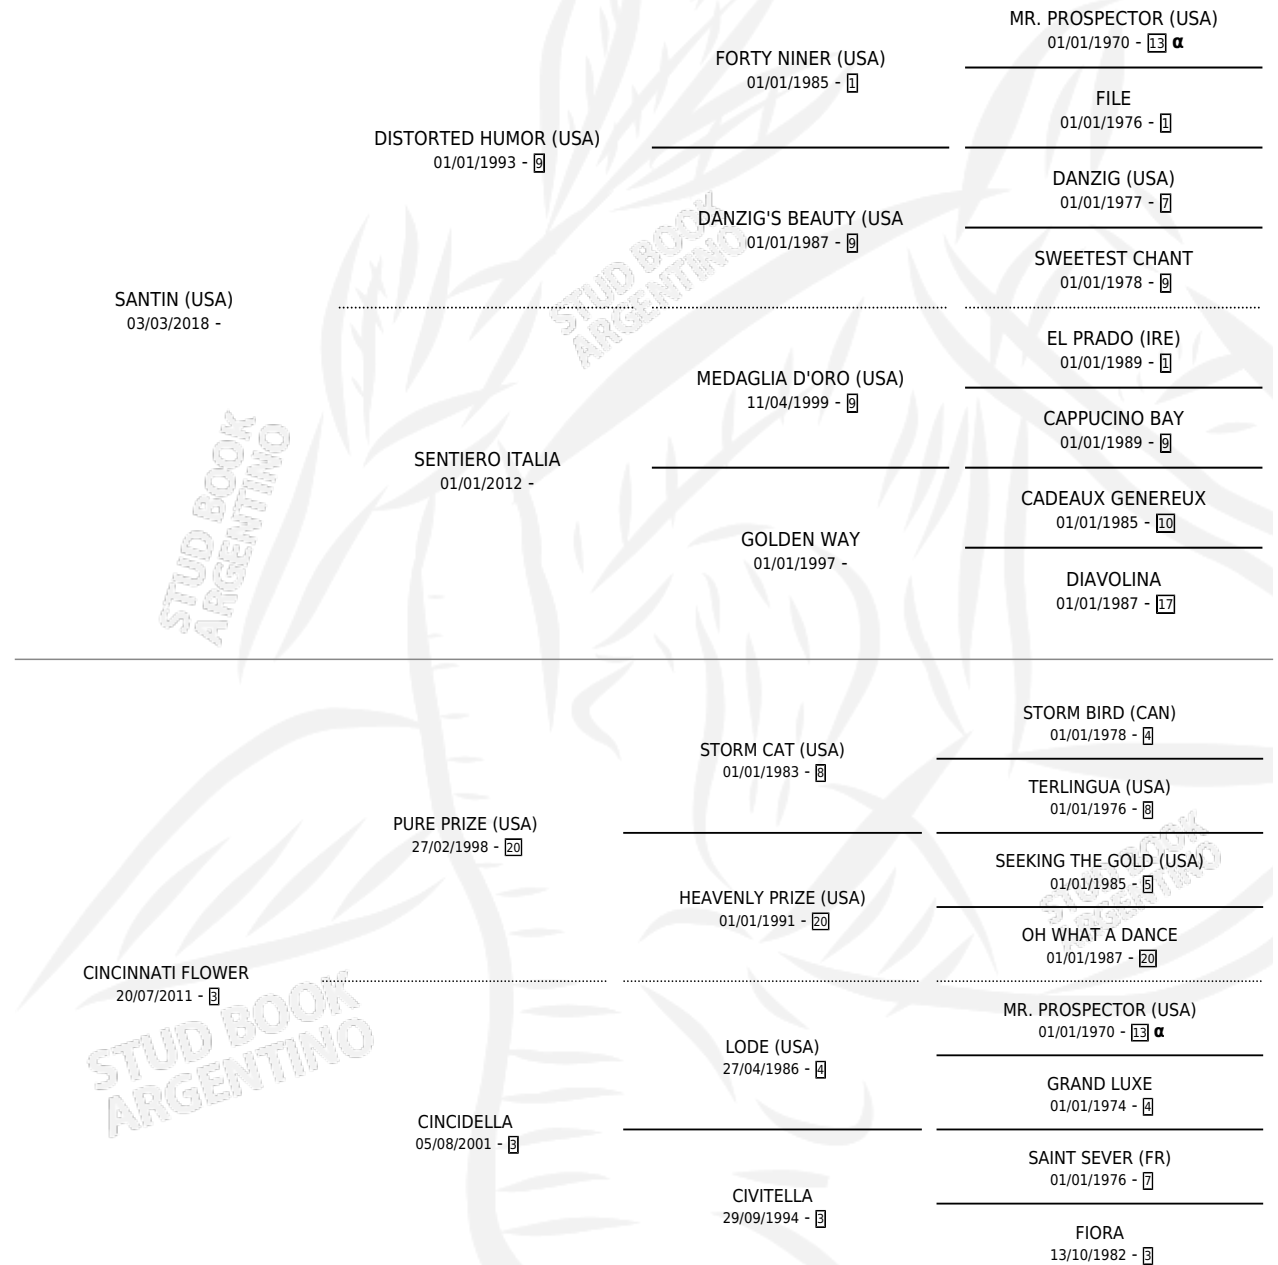 MR. PROSPECTOR (USA)
01/01/1970 - 13 α
FORTY NINER (USA)
01/01/1985 - 1
FILE
01/01/1976 - 1
DISTORTED HUMOR (USA)
01/01/1993 - 9
DANZIG (USA)
01/01/1977 - 7
DANZIG'S BEAUTY (USA
01/01/1987 - 9
SWEETEST CHANT
01/01/1978 - 9
SANTIN (USA)
03/03/2018 -
EL PRADO (IRE)
01/01/1989 - 1
MEDAGLIA D'ORO (USA)
11/04/1999 - 9
CAPPUCINO BAY
01/01/1989 - 9
SENTIERO ITALIA
01/01/2012 -
CADEAUX GENEREUX
01/01/1985 - 10
GOLDEN WAY
01/01/1997 -
DIAVOLINA
01/01/1987 - 17
STORM BIRD (CAN)
01/01/1978 - 4
STORM CAT (USA)
01/01/1983 - 8
TERLINGUA (USA)
01/01/1976 - 8
PURE PRIZE (USA)
27/02/1998 - 20
SEEKING THE GOLD (USA)
01/01/1985 - 5
HEAVENLY PRIZE (USA)
01/01/1991 - 20
OH WHAT A DANCE
01/01/1987 - 20
CINCINNATI FLOWER
20/07/2011 - 3
MR. PROSPECTOR (USA)
01/01/1970 - 13 α
LODE (USA)
27/04/1986 - 4
GRAND LUXE
01/01/1974 - 4
CINCIDELLA
05/08/2001 - 3
SAINT SEVER (FR)
01/01/1976 - 7
CIVITELLA
29/09/1994 - 3
FIORA
13/10/1982 - 3
STUD BOOK
ARGENTINO
STUD BOOK
ARGENTINO
STUD BOOK
ARGENTINO
STUD BOOK
ARGENTINO